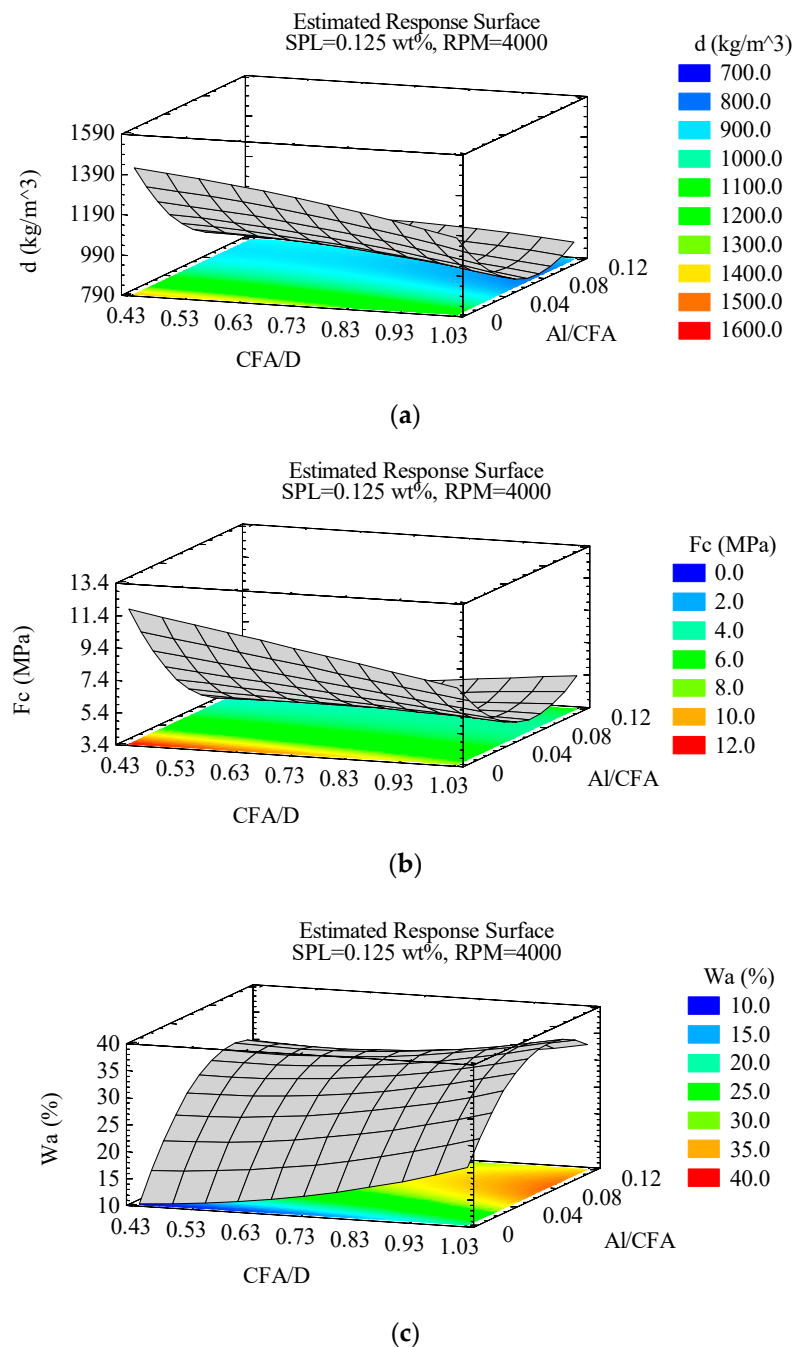 Estimated Response Surface
SPL=0.125 wt%, RPM=4000
d (kg/m^3)
700.0
800.0
900.0
1000.0
1100.0
1200.0
1300.0
1400.0
1500.0
1600.0
1590
1390
1190
990
790
d (kg/m^3)
0.43 0.53 0.63 0.73 0.83 0.93 1.03
CFA/D
0 0.04 0.08 0.12
Al/CFA
(a)
Estimated Response Surface
SPL=0.125 wt%, RPM=4000
Fc (MPa)
0.0
2.0
4.0
6.0
8.0
10.0
12.0
13.4
11.4
9.4
7.4
5.4
3.4
Fc (MPa)
0.43 0.53 0.63 0.73 0.83 0.93 1.03
CFA/D
0 0.04 0.08 0.12
Al/CFA
(b)
Estimated Response Surface
SPL=0.125 wt%, RPM=4000
Wa (%)
10.0
15.0
20.0
25.0
30.0
35.0
40.0
40
35
30
25
20
15
10
Wa (%)
0.43 0.53 0.63 0.73 0.83 0.93 1.03
CFA/D
0 0.04 0.08 0.12
Al/CFA
(c)